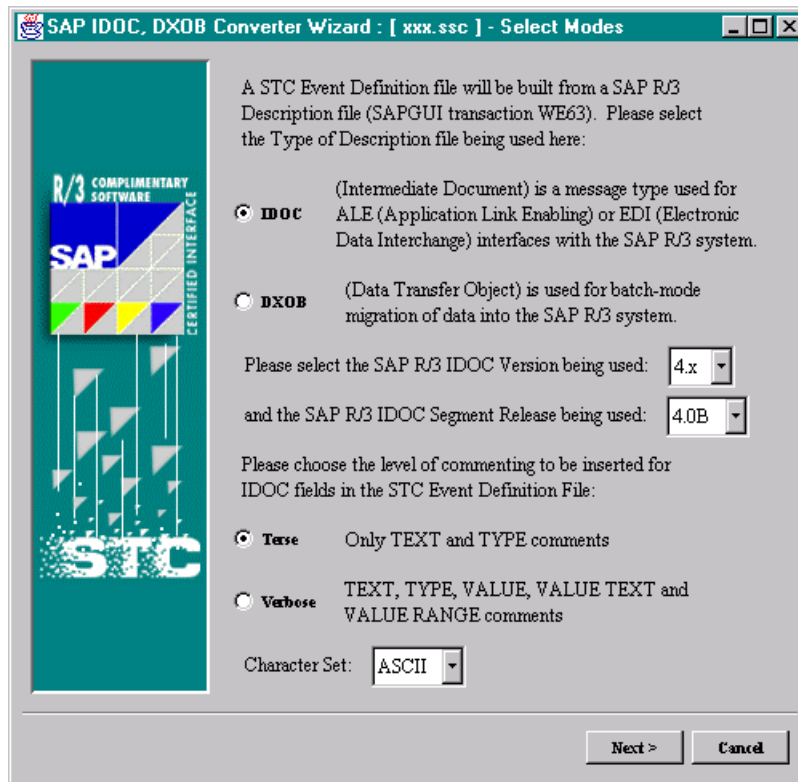 SAP IDOC, DXOB Converter Wizard : [ xxx.ssc ] - Select Modes
A STC Event Definition file will be built from a SAP R/3
Description file (SAPGUI transaction WE63). Please select
the Type of Description file being used here:
R/3 COMPLIMENTARY
SOFTWARE
SAP
CERTIFIED INTERFACE
STC
(Intermediate Document) is a message type used for
IDOC ALE (Application Link Enabling) or EDI (Electronic
Data Interchange) interfaces with the SAP R/3 system.
(Data Transfer Object) is used for batch-mode
DXOB migration of data into the SAP R/3 system.
Please select the SAP R/3 IDOC Version being used: 4.x
and the SAP R/3 IDOC Segment Release being used: 4.0B
Please choose the level of commenting to be inserted for
IDOC fields in the STC Event Definition File:
Terse Only TEXT and TYPE comments
TEXT, TYPE, VALUE, VALUE TEXT and
Verbose VALUE RANGE comments
Character Set: ASCII
Next > Cancel